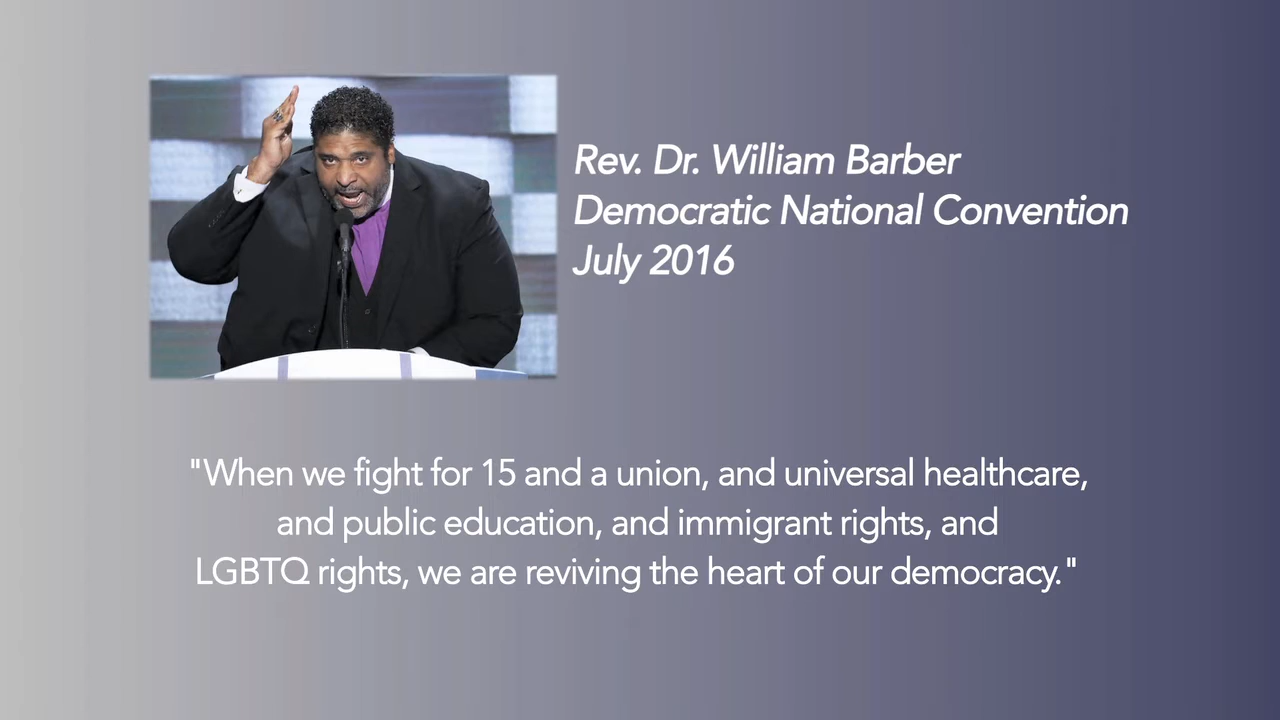 Rev. Dr. William Barber
Democratic National Convention
July 2016
"When we fight for 15 and a union, and universal healthcare,
and public education, and immigrant rights, and
LGBTQ rights, we are reviving the heart of our democracy."